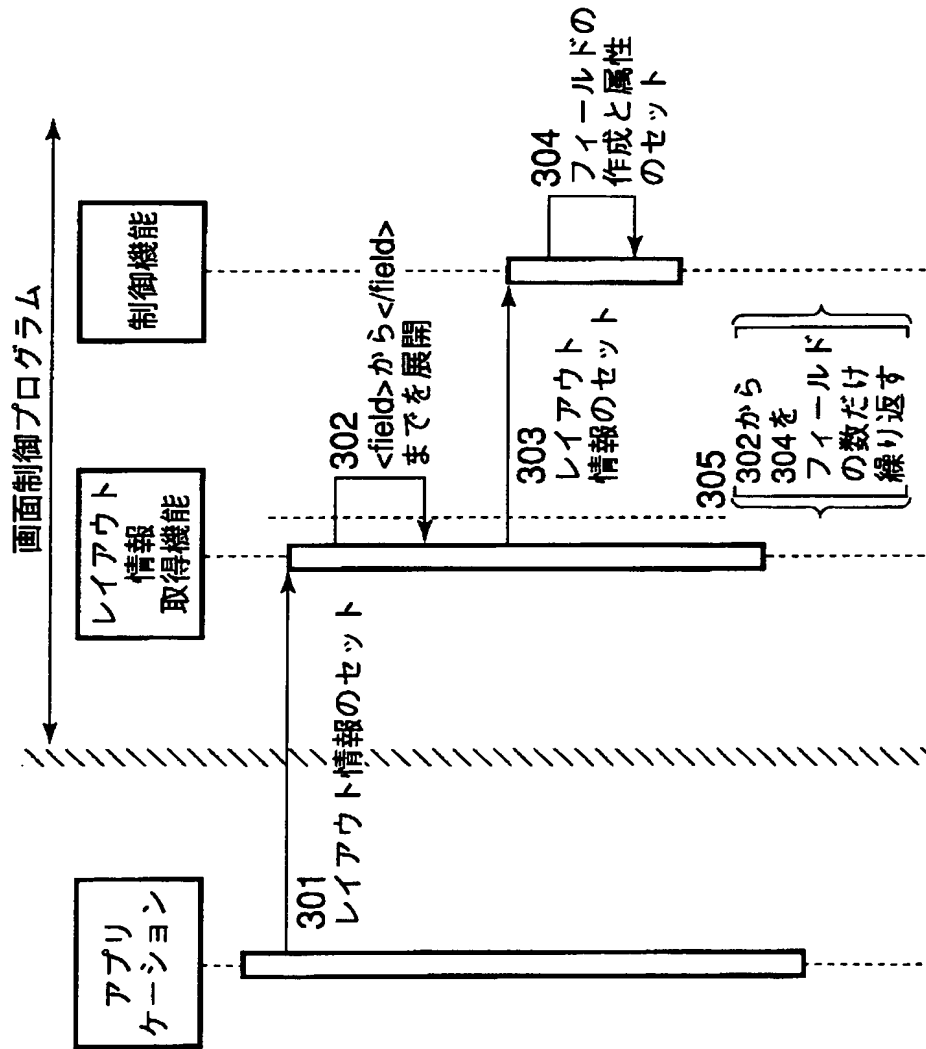 画面制御プログラム
アプリ
ケーション
レイアウト
情報
取得機能
制御機能
301
レイアウト情報のセット
302
<field>から</field>
までを展開
303
レイアウト
情報のセット
304
フィールドの
作成と属性
のセット
305
302から
304を
フィールド
の数だけ
繰り返す